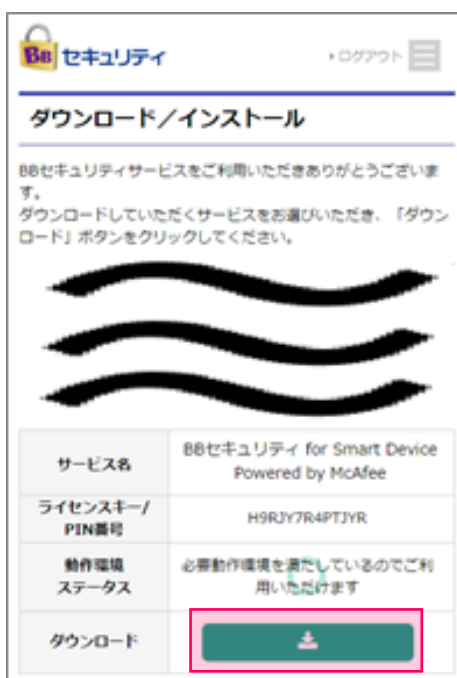 BB セキュリティ
ログアウト
ダウンロード／インストール
BBセキュリティサービスをご利用いただきありがとうございま
す。
ダウンロードしていただくサービスをお選びいただき、「ダウン
ロード」ボタンをクリックしてください。
サービス名
BBセキュリティ for Smart Device
Powered by McAfee
ライセンスキー/
PIN番号
H9RJY7R4PTJYR
動作環境
ステータス
必要動作環境を満たしているのでご利
用いただけます
ダウンロード